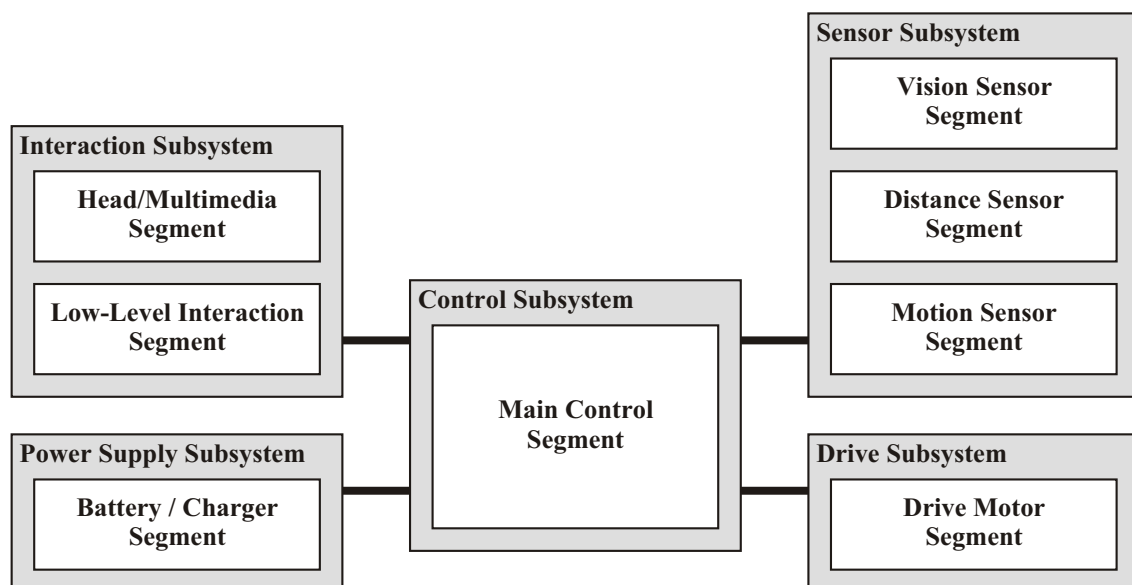 Interaction Subsystem
Head/Multimedia
Segment
Low-Level Interaction
Segment
Power Supply Subsystem
Battery / Charger
Segment
Control Subsystem
Main Control
Segment
Sensor Subsystem
Vision Sensor
Segment
Distance Sensor
Segment
Motion Sensor
Segment
Drive Subsystem
Drive Motor
Segment